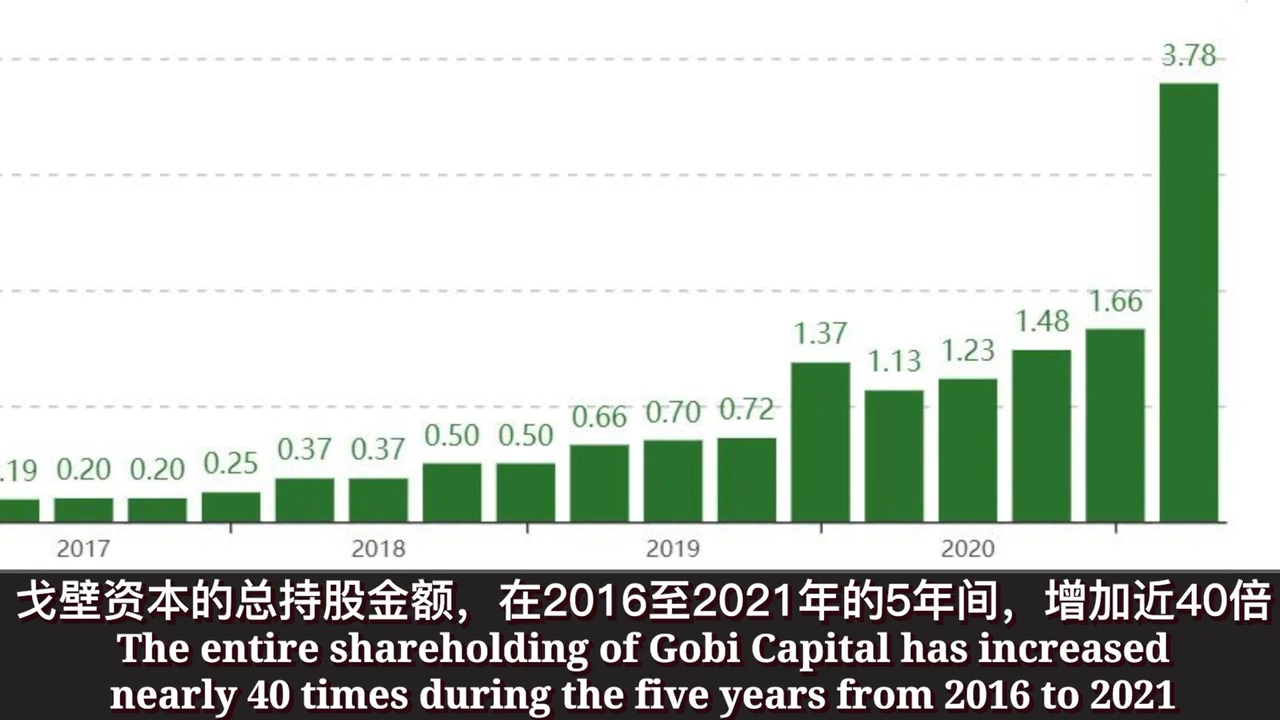 3.78
1.66
1.48
1.37
1.23
1.13
0.66 0.70 0.72
0.50 0.50
0.37 0.37
.19 0.20 0.20 0.25
2017 2018 2019 2020
戈壁资本的总持股金额，在2016至2021年的5年间，增加近40倍
The entire shareholding of Gobi Capital has increased
nearly 40 times during the five years from 2016 to 2021